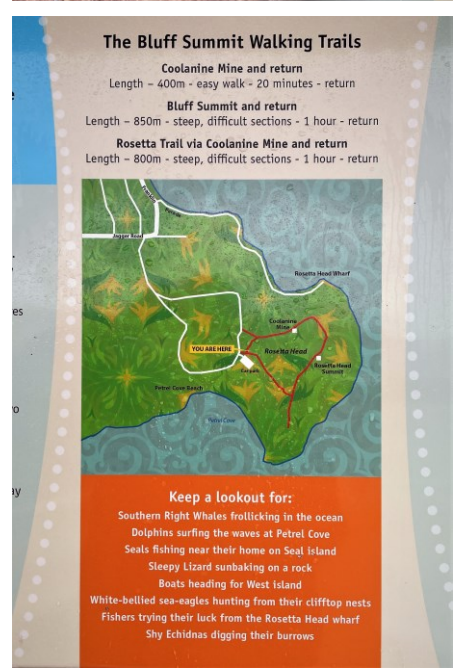 The Bluff Summit Walking Trails
Coolanine Mine and return
Length – 400m - easy walk - 20 minutes - return
Bluff Summit and return
Length – 850m - steep, difficult sections - 1 hour - return
Rosetta Trail via Coolanine Mine and return
Length – 800m - steep, difficult sections - 1 hour - return
Jagger Road
Rosetta Head Wharf
Coolanine
Mine
YOU ARE HERE
Rosetta Head
Carpark
Rosetta Head
Summit
Petrel Cove Beach
Petrel Cove
Keep a lookout for:
Southern Right Whales frollicking in the ocean
Dolphins surfing the waves at Petrel Cove
Seals fishing near their home on Seal island
Sleepy Lizard sunbaking on a rock
Boats heading for West island
White-bellied sea-eagles hunting from their clifftop nests
Fishers trying their luck from the Rosetta Head wharf
Shy Echidnas digging their burrows